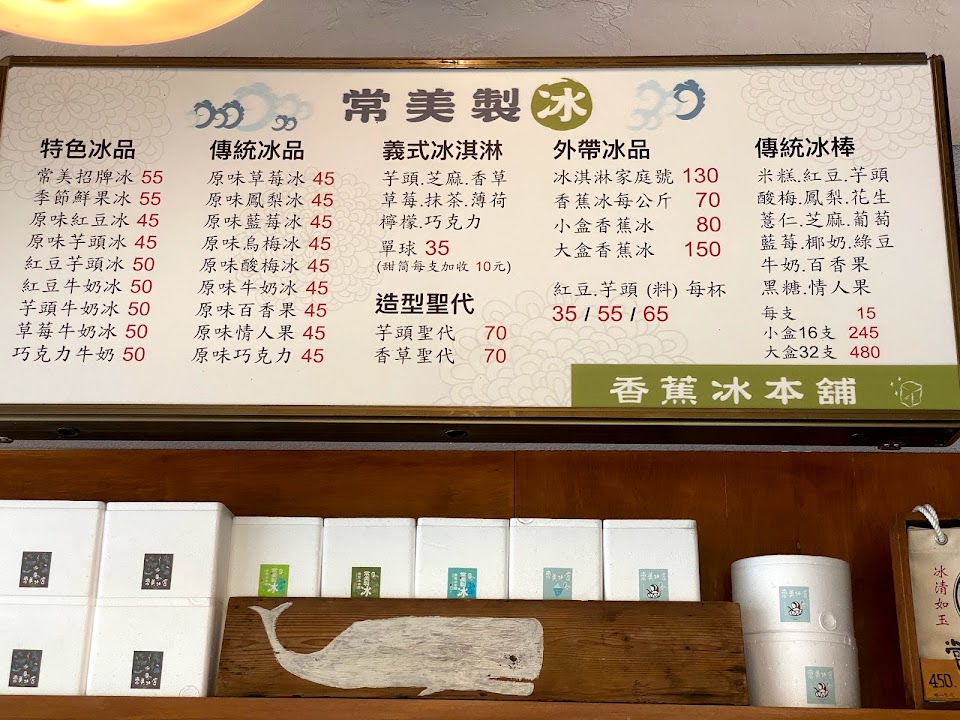 常美製冰
特色冰品
常美招牌冰 55
季節鮮果冰 55
原味紅豆冰 45
原味芋頭冰 45
紅豆芋頭冰 50
紅豆牛奶冰 50
芋頭牛奶冰 50
草莓牛奶冰 50
巧克力牛奶 50
傳統冰品
原味草莓冰 45
原味鳳梨冰 45
原味藍莓冰 45
原味烏梅冰 45
原味酸梅冰 45
原味牛奶冰 45
原味百香果 45
原味情人果 45
原味巧克力 45
義式冰淇淋
芋頭.芝麻.香草
草莓.抹茶.薄荷
檸檬.巧克力
單球 35
(甜筒每支加收 10元)
造型聖代
芋頭聖代 70
香草聖代 70
外帶冰品
冰淇淋家庭號 130
香蕉冰每公斤 70
小盒香蕉冰 80
大盒香蕉冰 150
紅豆.芋頭 (料) 每杯
35 / 55 / 65
傳統冰棒
米糕.紅豆.芋頭
酸梅.鳳梨.花生
薏仁.芝麻.葡萄
藍莓.椰奶.綠豆
牛奶.百香果
黑糖.情人果
每支 15
小盒16支 245
大盒32支 480
香蕉冰本舖
冰清如玉
450